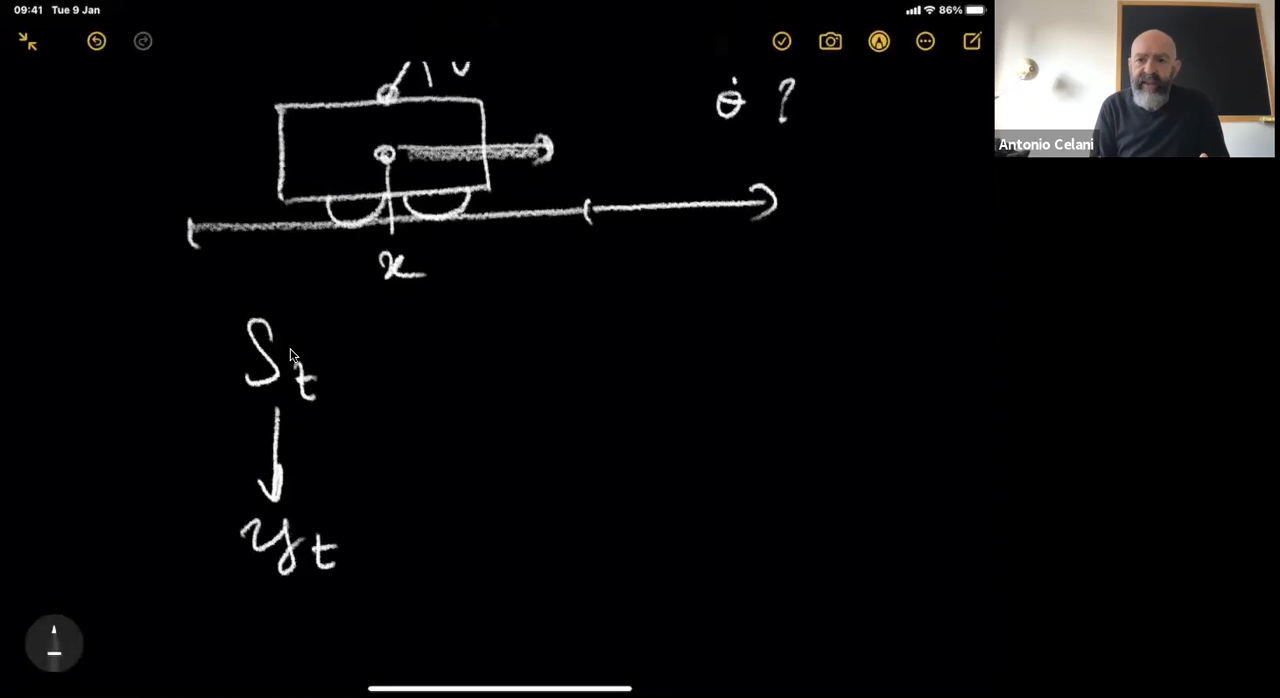 09:41 Tue 9 Jan 86%
θ̇ ?
Antonio Celani
x
S_t
y_t